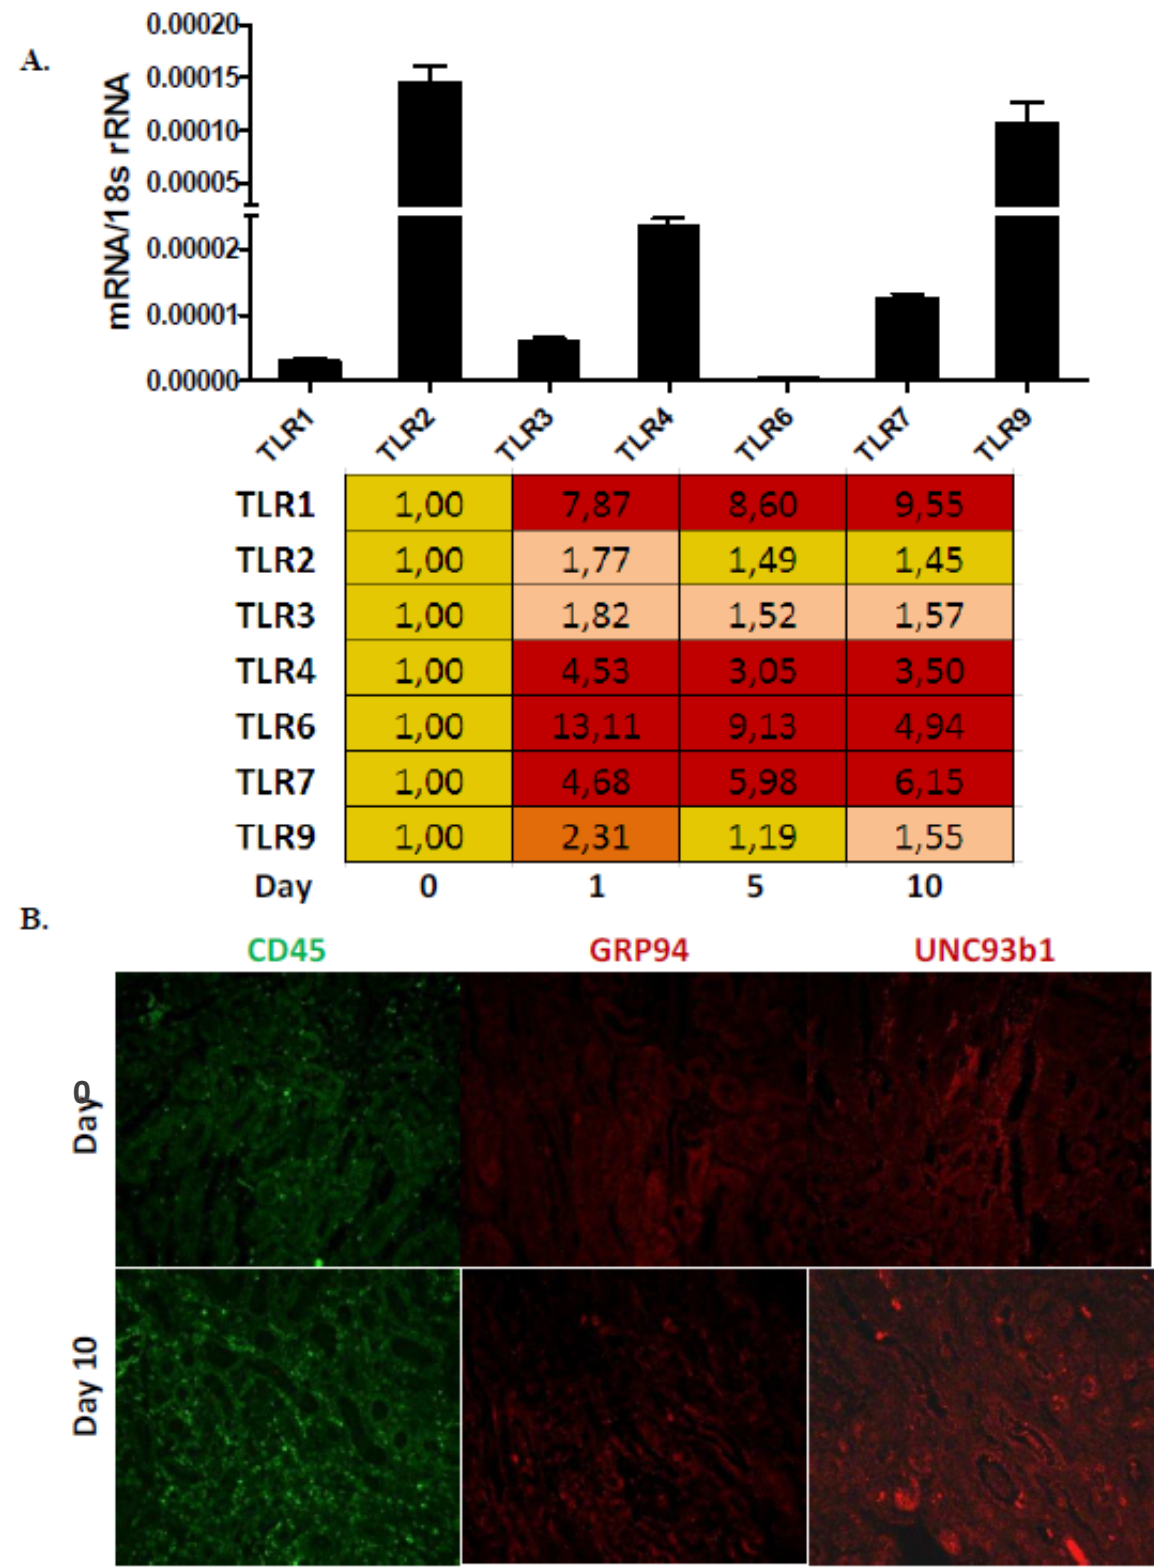 A.
mRNA/18s rRNA
0.00020
0.00015
0.00010
0.00005
0.00002
0.00001
0.00000
TLR1 TLR2 TLR3 TLR4 TLR6 TLR7 TLR9
TLR1 1,00 7,87 8,60 9,55
TLR2 1,00 1,77 1,49 1,45
TLR3 1,00 1,82 1,52 1,57
TLR4 1,00 4,53 3,05 3,50
TLR6 1,00 13,11 9,13 4,94
TLR7 1,00 4,68 5,98 6,15
TLR9 1,00 2,31 1,19 1,55
Day 0 1 5 10
B.
CD45 GRP94 UNC93b1
Day 0
Day 10